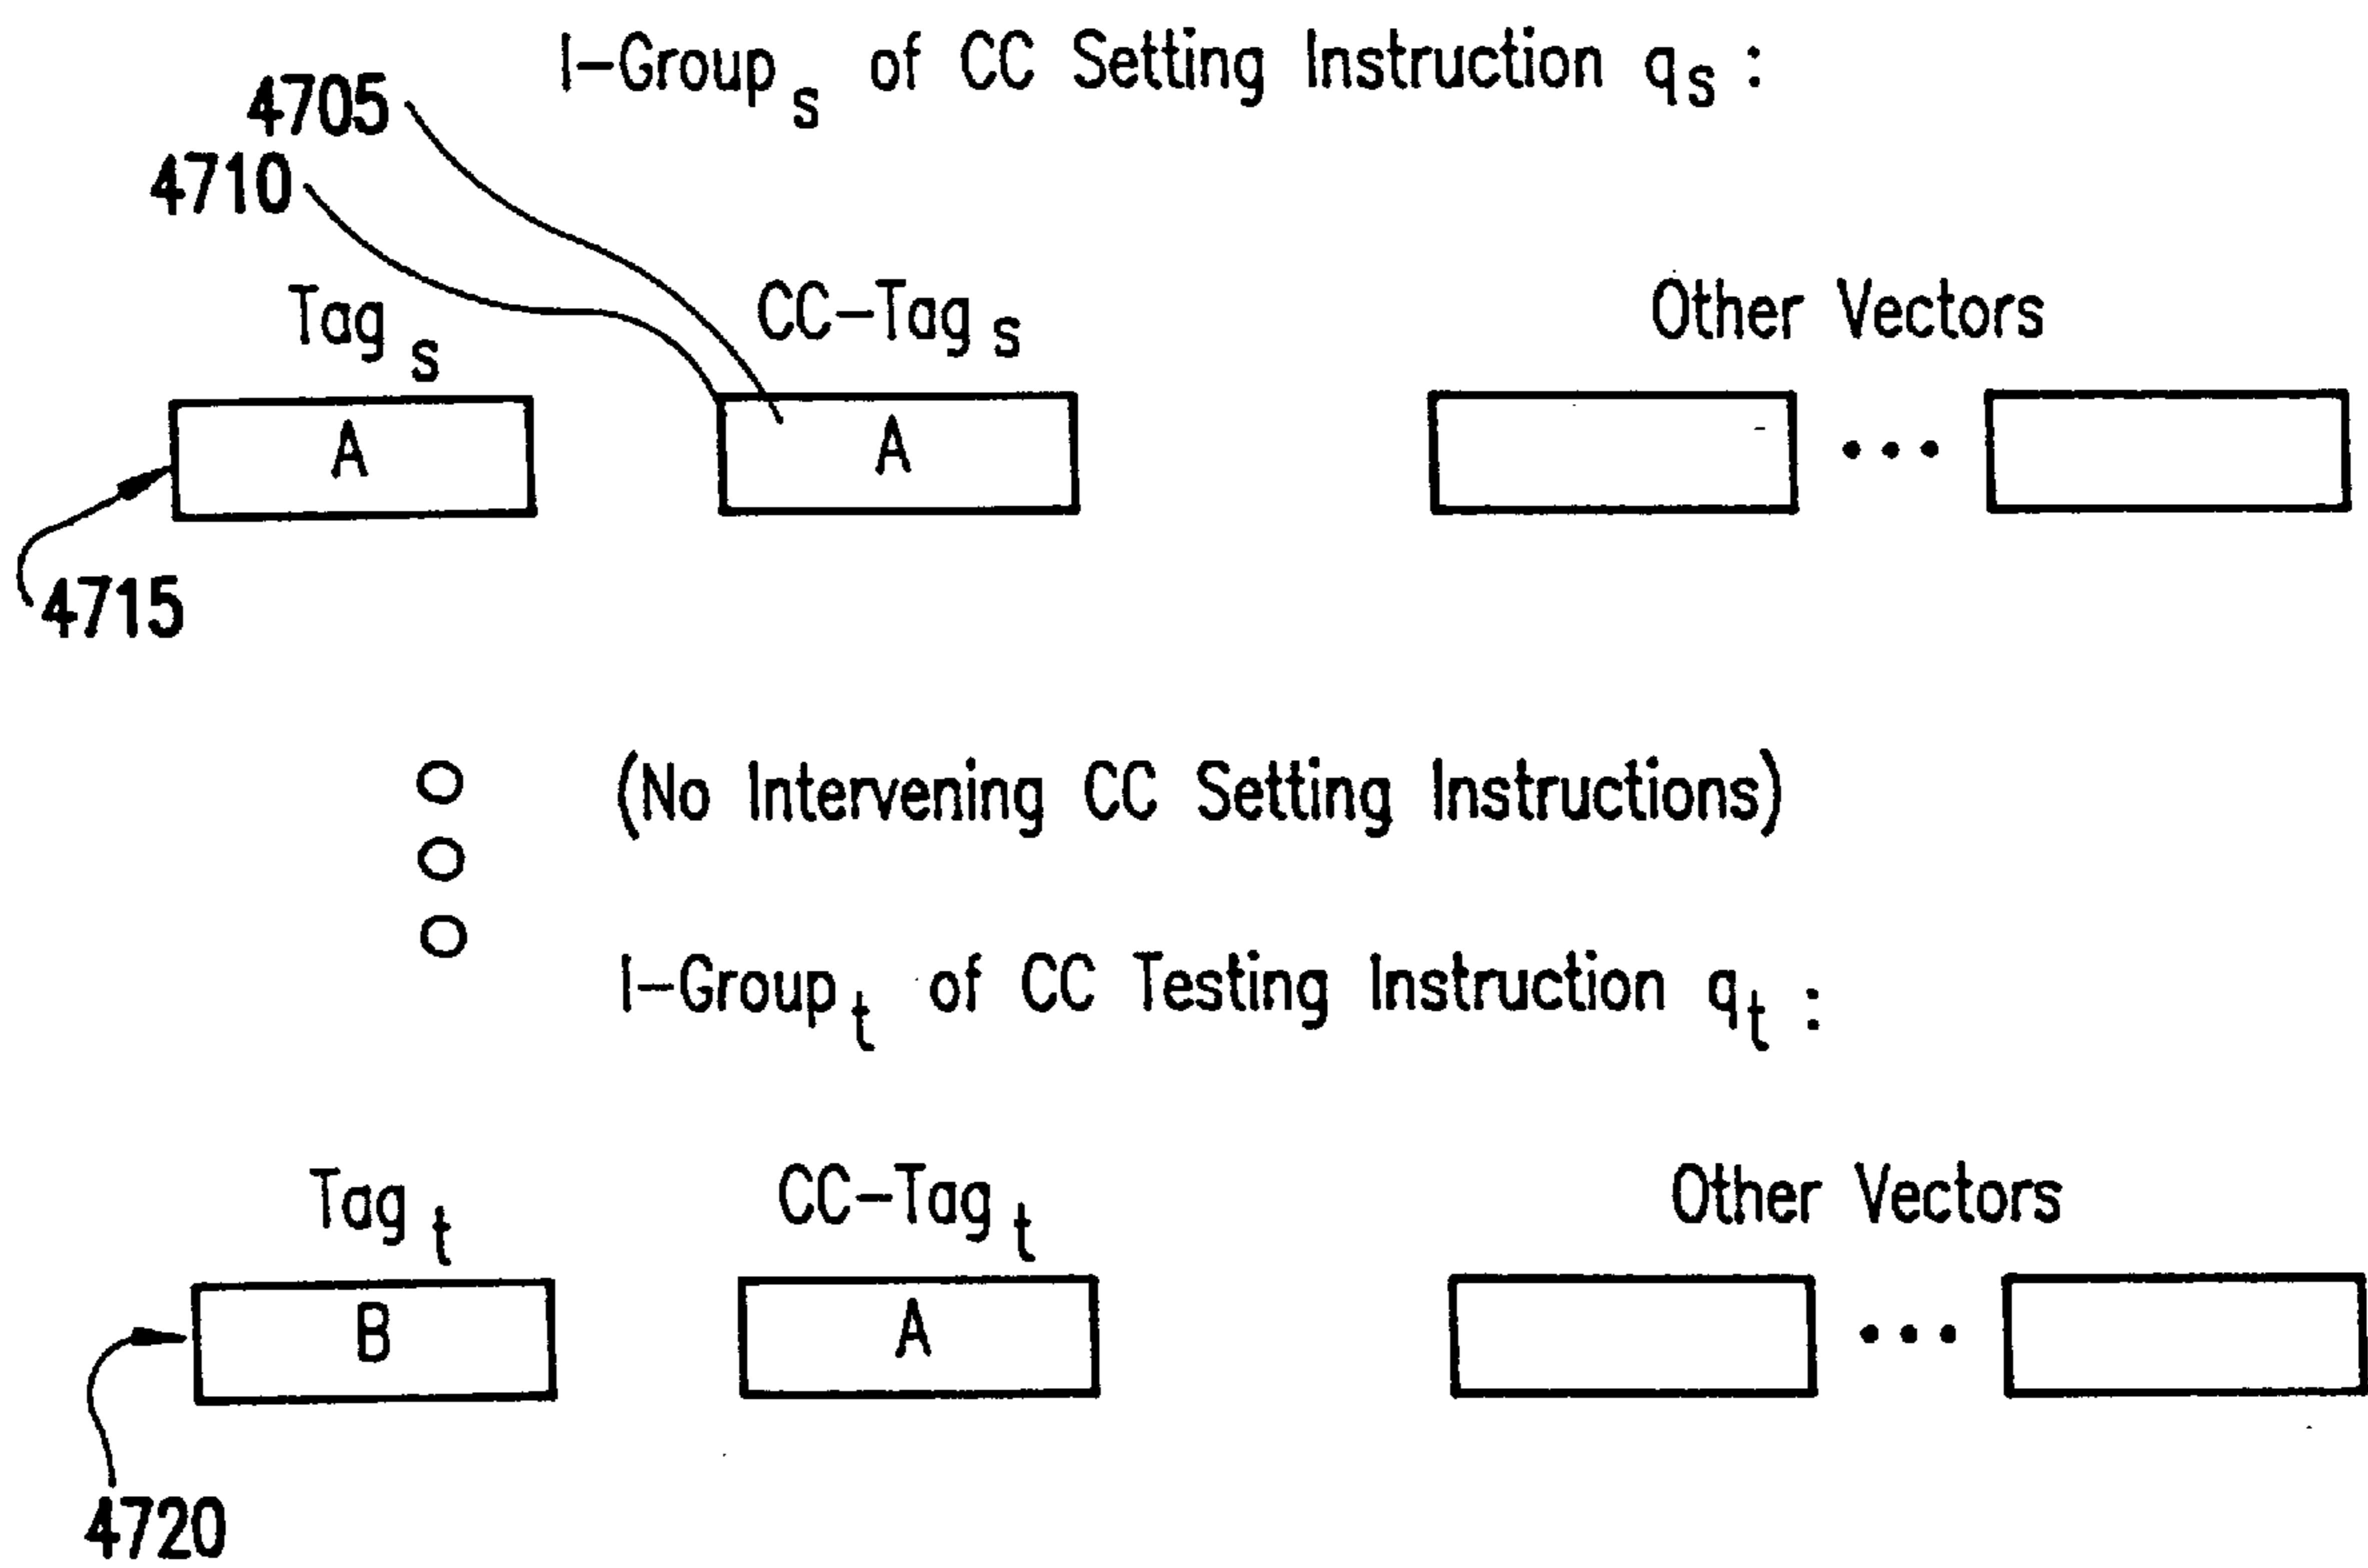 I-Group_s of CC Setting Instruction q_s :
4705
4710
Tag_s CC-Tag_s Other Vectors
A A
4715
(No Intervening CC Setting Instructions)
I-Group_t of CC Testing Instruction q_t :
Tag_t CC-Tag_t Other Vectors
B A
4720